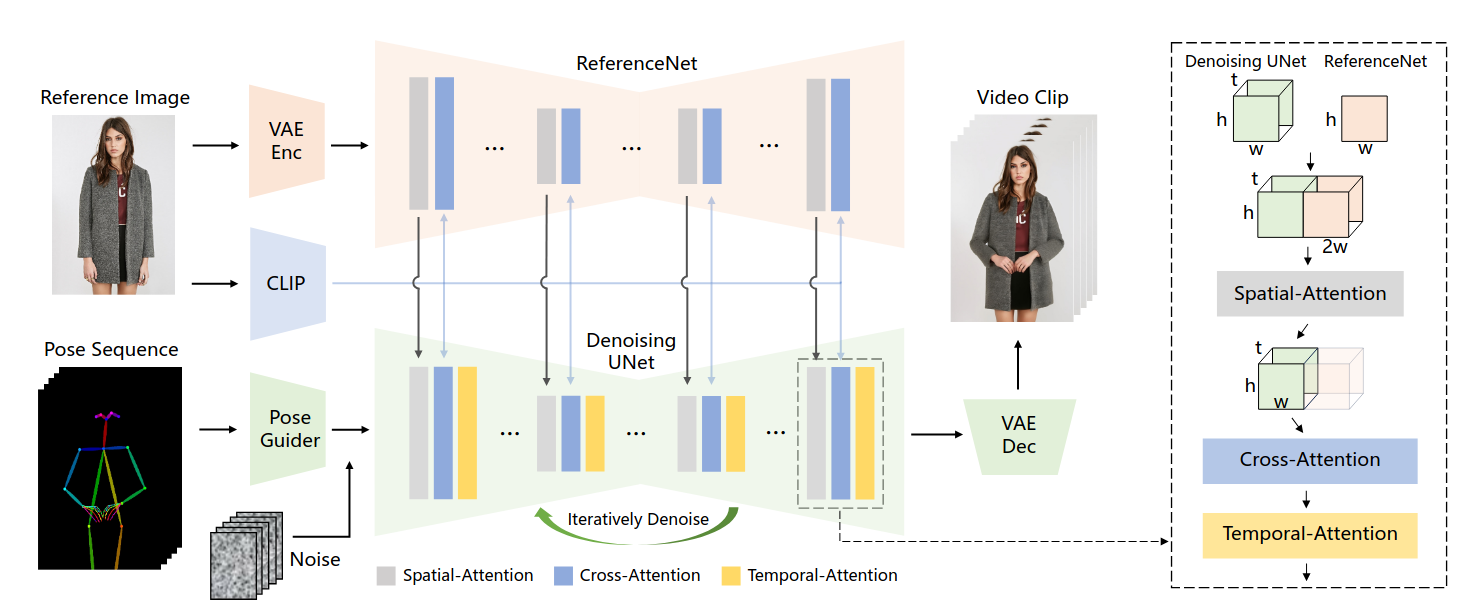 Reference Image
VAE
Enc
ReferenceNet
...
...
...
CLIP
Pose Sequence
Pose
Guider
Noise
Denoising
UNet
...
...
...
Iteratively Denoise
Spatial-Attention
Cross-Attention
Temporal-Attention
Video Clip
VAE
Dec
Denoising UNet
ReferenceNet
t
h
w
h
w
t
h
2w
Spatial-Attention
t
h
w
Cross-Attention
Temporal-Attention